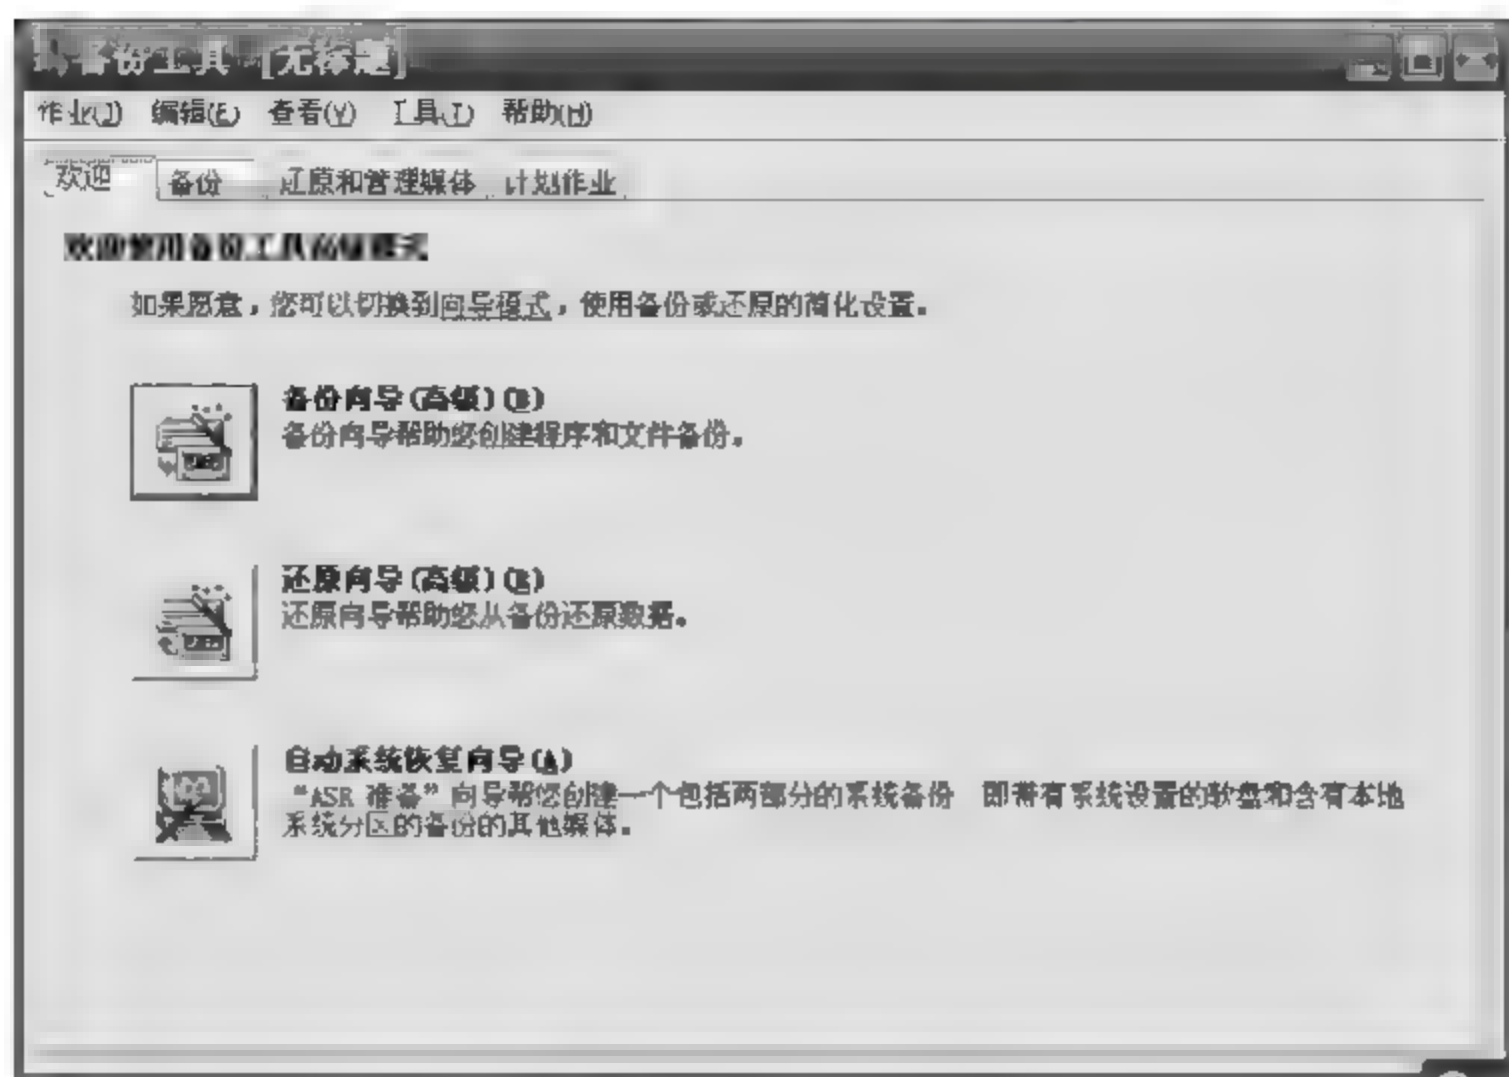 备份工具 - [无标题]
作业(J) 编辑(E) 查看(V) 工具(T) 帮助(H)
欢迎 备份 还原和管理媒体 计划作业
欢迎使用备份工具高级模式
如果愿意，您可以切换到向导模式，使用备份或还原的简化设置。
备份向导(高级)(B)
备份向导帮助您创建程序和文件备份。
还原向导(高级)(R)
还原向导帮助您从备份还原数据。
自动系统恢复向导(A)
“ASR 准备”向导帮您创建一个包括两部分的系统备份 即带有系统设置的软盘和含有本地
系统分区的备份的其他媒体。